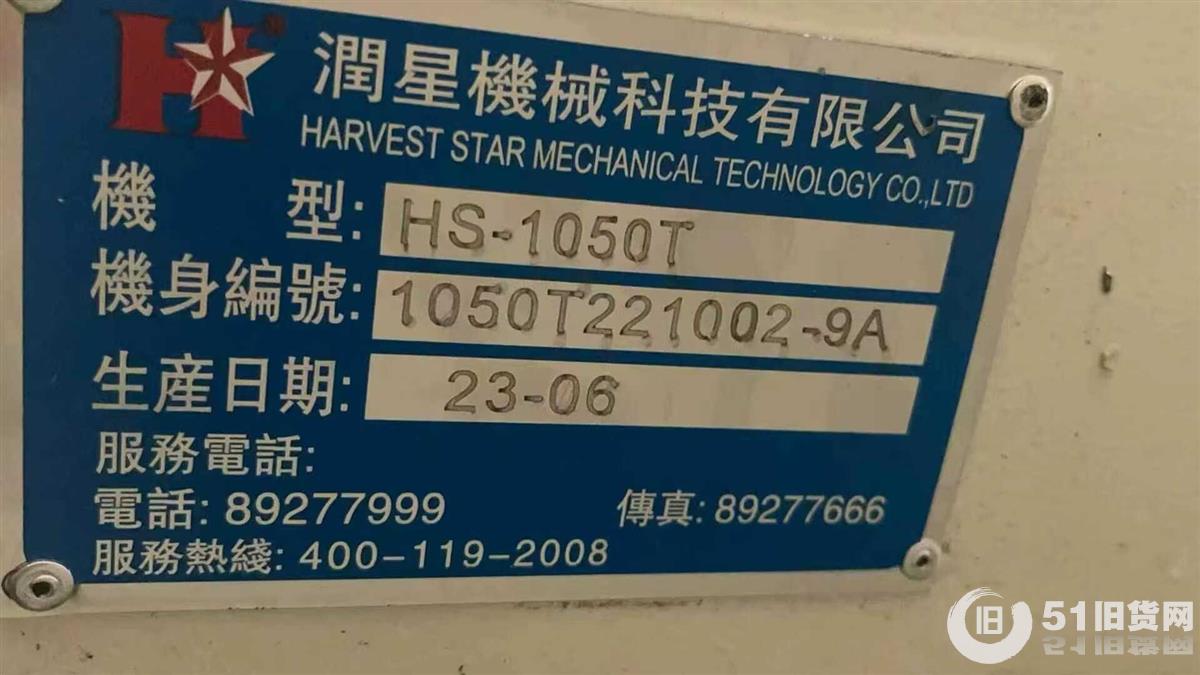 H ®
潤星機械科技有限公司
HARVEST STAR MECHANICAL TECHNOLOGY CO.,LTD
機 型: HS-1050T
機身編號: 1050T221002-9A
生産日期: 23-06
服務電話:
電話: 89277999 傳真: 89277666
服務熱綫: 400-119-2008
旧 51旧货网